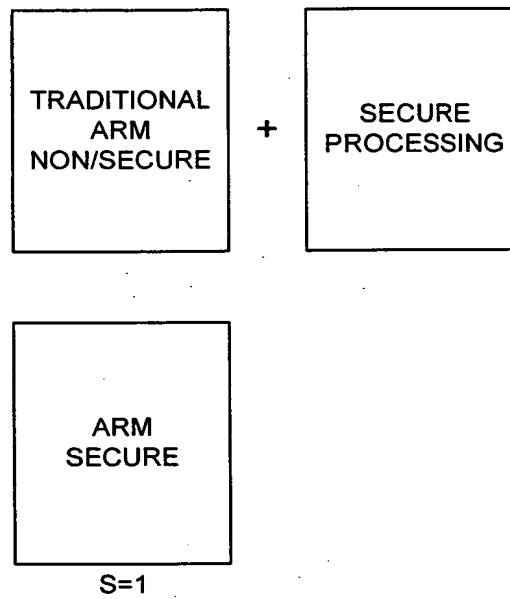 TRADITIONAL
ARM
NON/SECURE
+
SECURE
PROCESSING
ARM
SECURE
S=1